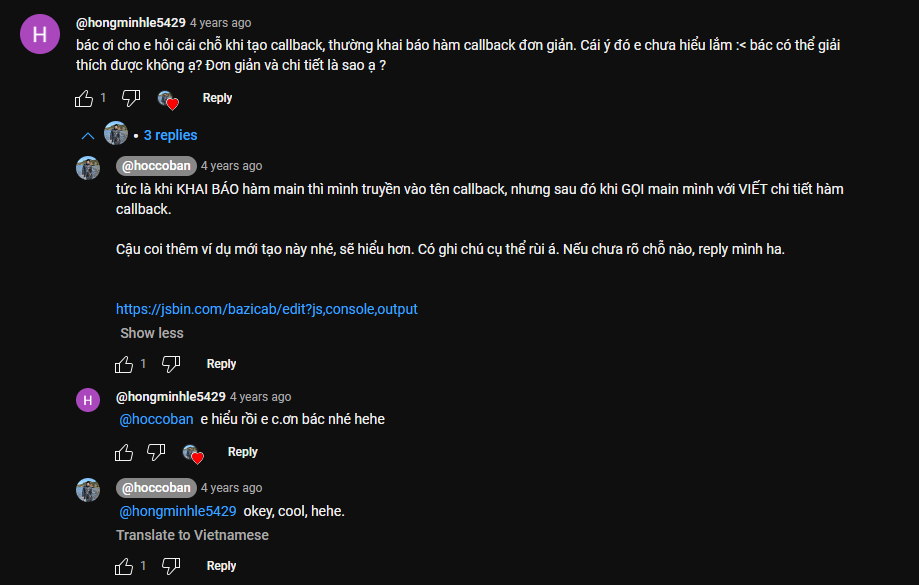 H
@hongminhle5429 4 years ago
bác ơi cho e hỏi cái chỗ khi tạo callback, thường khai báo hàm callback đơn giản. Cái ý đó e chưa hiểu lắm :< bác có thể giải
thích được không ạ? Đơn giản và chi tiết là sao ạ ?
1 Reply
3 replies
@hoccoban 4 years ago
tức là khi KHAI BÁO hàm main thì mình truyền vào tên callback, nhưng sau đó khi GỌI main mình với VIẾT chi tiết hàm
callback.
Cậu coi thêm ví dụ mới tạo này nhé, sẽ hiểu hơn. Có ghi chú cụ thể rùi á. Nếu chưa rõ chỗ nào, reply mình ha.
https://jsbin.com/bazicab/edit?js,console,output
Show less
1 Reply
H
@hongminhle5429 4 years ago
@hoccoban e hiểu rồi e c.ơn bác nhé hehe
Reply
@hoccoban 4 years ago
@hongminhle5429 okey, cool, hehe.
Translate to Vietnamese
1 Reply